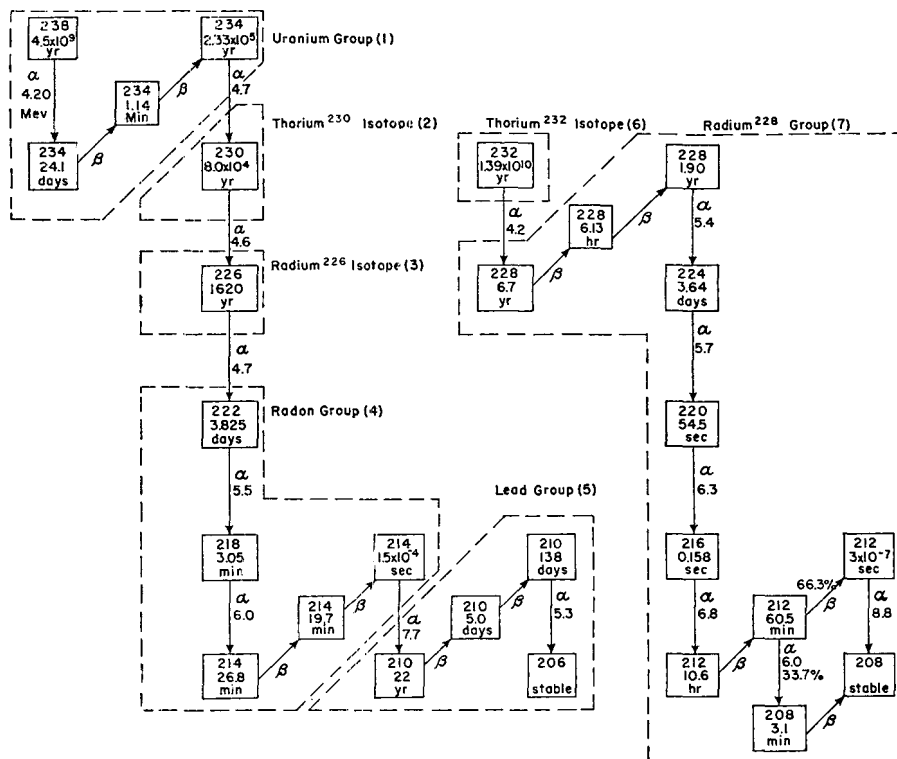 238
4.5x10⁹
yr
234
2.33x10⁵
yr
Uranium Group (1)
α
4.20
Mev
234
1.14
Min
β
β
α
4.7
234
24.1
days
Thorium²³⁰ Isotope (2)
230
8.0x10⁴
yr
α
4.6
Radium²²⁶ Isotope (3)
226
1620
yr
α
4.7
222
3.825
days
Radon Group (4)
α
5.5
218
3.05
min
α
6.0
214
26.8
min
β
214
19.7
min
β
214
1.5x10⁻⁴
sec
α
7.7
Lead Group (5)
210
22
yr
β
210
5.0
days
β
210
138
days
α
5.3
206
stable
Thorium²³² Isotope (6)
232
1.39x10¹⁰
yr
α
4.2
Radium²²⁸ Group (7)
228
6.7
yr
β
228
6.13
hr
β
228
1.90
yr
α
5.4
224
3.64
days
α
5.7
220
54.5
sec
α
6.3
216
0.158
sec
α
6.8
212
10.6
hr
β
212
60.5
min
66.3%
β
212
3x10⁻⁷
sec
α
8.8
α
6.0
33.7%
208
3.1
min
β
208
stable